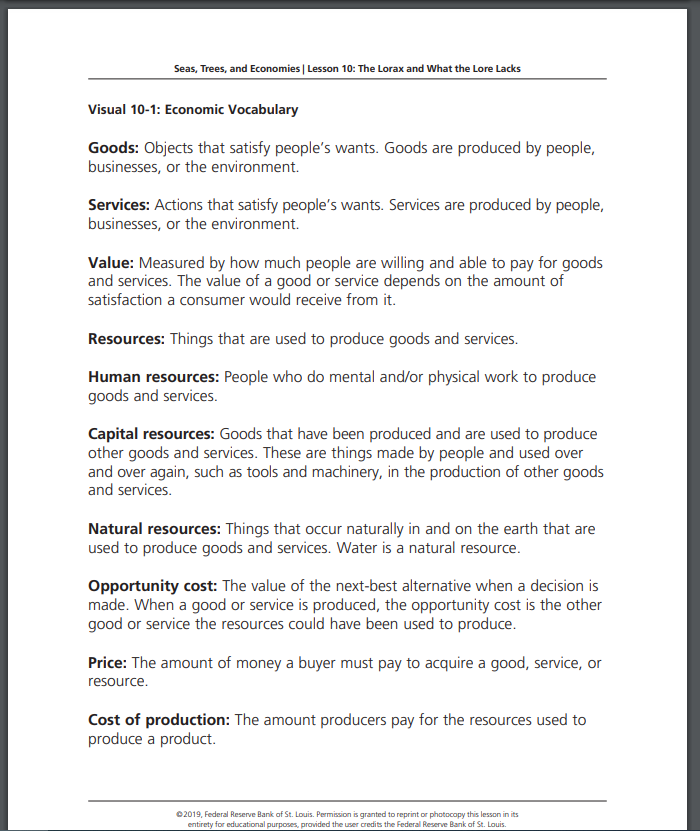 Seas, Trees, and Economies | Lesson 10: The Lorax and What the Lore Lacks
Visual 10-1: Economic Vocabulary
Goods: Objects that satisfy people’s wants. Goods are produced by people,
businesses, or the environment.
Services: Actions that satisfy people’s wants. Services are produced by people,
businesses, or the environment.
Value: Measured by how much people are willing and able to pay for goods
and services. The value of a good or service depends on the amount of
satisfaction a consumer would receive from it.
Resources: Things that are used to produce goods and services.
Human resources: People who do mental and/or physical work to produce
goods and services.
Capital resources: Goods that have been produced and are used to produce
other goods and services. These are things made by people and used over
and over again, such as tools and machinery, in the production of other goods
and services.
Natural resources: Things that occur naturally in and on the earth that are
used to produce goods and services. Water is a natural resource.
Opportunity cost: The value of the next-best alternative when a decision is
made. When a good or service is produced, the opportunity cost is the other
good or service the resources could have been used to produce.
Price: The amount of money a buyer must pay to acquire a good, service, or
resource.
Cost of production: The amount producers pay for the resources used to
produce a product.
©2019, Federal Reserve Bank of St. Louis. Permission is granted to reprint or photocopy this lesson in its
entirety for educational purposes, provided the user credits the Federal Reserve Bank of St. Louis.